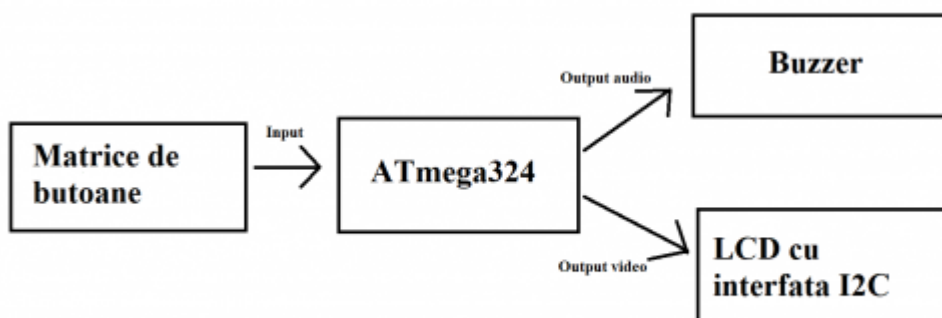 Matrice de
butoane
Input
ATmega324
Output audio
Buzzer
Output video
LCD cu
interfata I2C